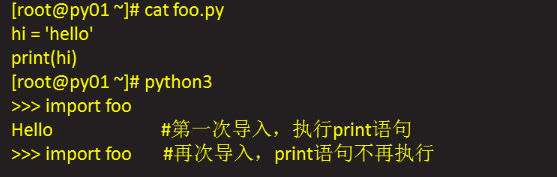 [root@py01 ~]# cat foo.py
hi = 'hello'
print(hi)
[root@py01 ~]# python3
>>> import foo
Hello #第一次导入，执行print语句
>>> import foo #再次导入，print语句不再执行